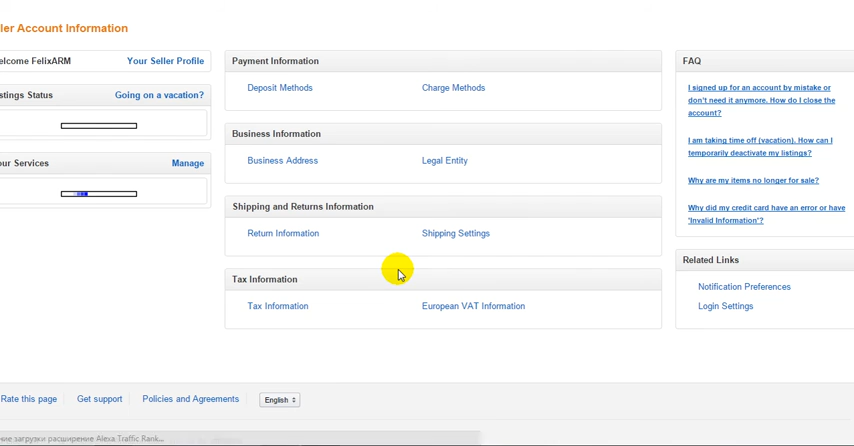 ler Account Information
elcome FelixARM
Your Seller Profile
stings Status
Going on a vacation?
our Services
Manage
Payment Information
Deposit Methods
Charge Methods
Business Information
Business Address
Legal Entity
Shipping and Returns Information
Return Information
Shipping Settings
Tax Information
Tax Information
European VAT Information
FAQ
I signed up for an account by mistake or
don't need it anymore. How do I close the
account?
I am taking time off (vacation). How can I
temporarily deactivate my listings?
Why are my items no longer for sale?
Why did my credit card have an error or have
'Invalid Information'?
Related Links
Notification Preferences
Login Settings
Rate this page
Get support
Policies and Agreements
English
ние загрузки расширение Alexa Traffic Rank...